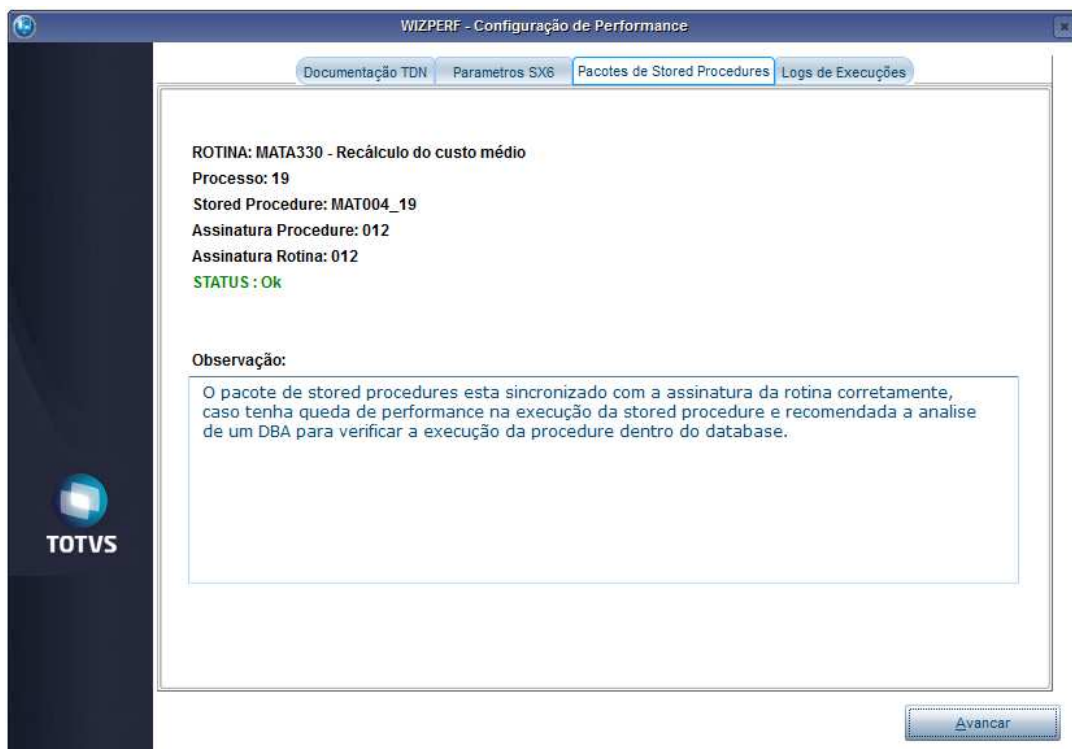 WIZPERF - Configuração de Performance
Documentação TDN
Parametros SX6
Pacotes de Stored Procedures
Logs de Execuções
ROTINA: MATA330 - Recálculo do custo médio
Processo: 19
Stored Procedure: MAT004_19
Assinatura Procedure: 012
Assinatura Rotina: 012
STATUS : Ok
Observação:
O pacote de stored procedures esta sincronizado com a assinatura da rotina corretamente,
caso tenha queda de performance na execução da stored procedure e recomendada a analise
de um DBA para verificar a execução da procedure dentro do database.
TOTVS
Avancar